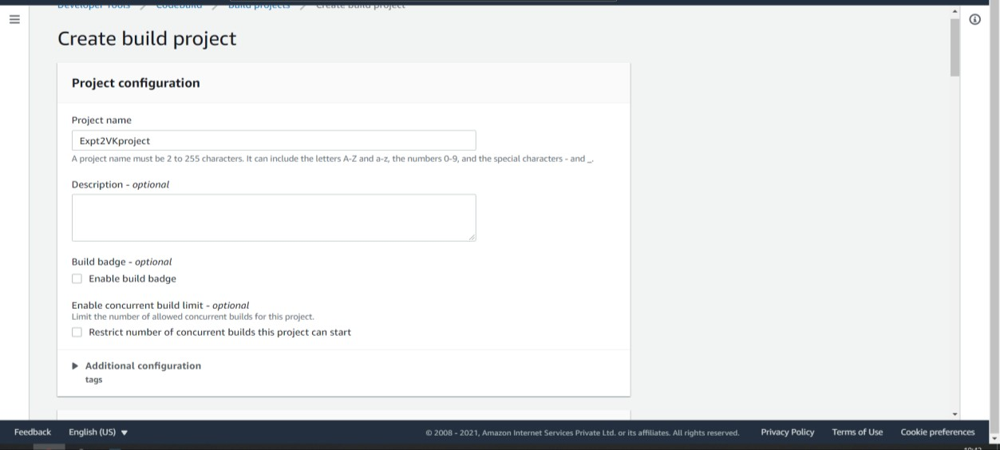 Developer Tools CodeBuild Build projects Create build project
Create build project
Project configuration
Project name
Expt2VKproject
A project name must be 2 to 255 characters. It can include the letters A-Z and a-z, the numbers 0-9, and the special characters - and _.
Description - optional
Build badge - optional
Enable build badge
Enable concurrent build limit - optional
Limit the number of allowed concurrent builds for this project.
Restrict number of concurrent builds this project can start
Additional configuration
tags
Feedback English (US) © 2008 - 2021, Amazon Internet Services Private Ltd. or its affiliates. All rights reserved. Privacy Policy Terms of Use Cookie preferences